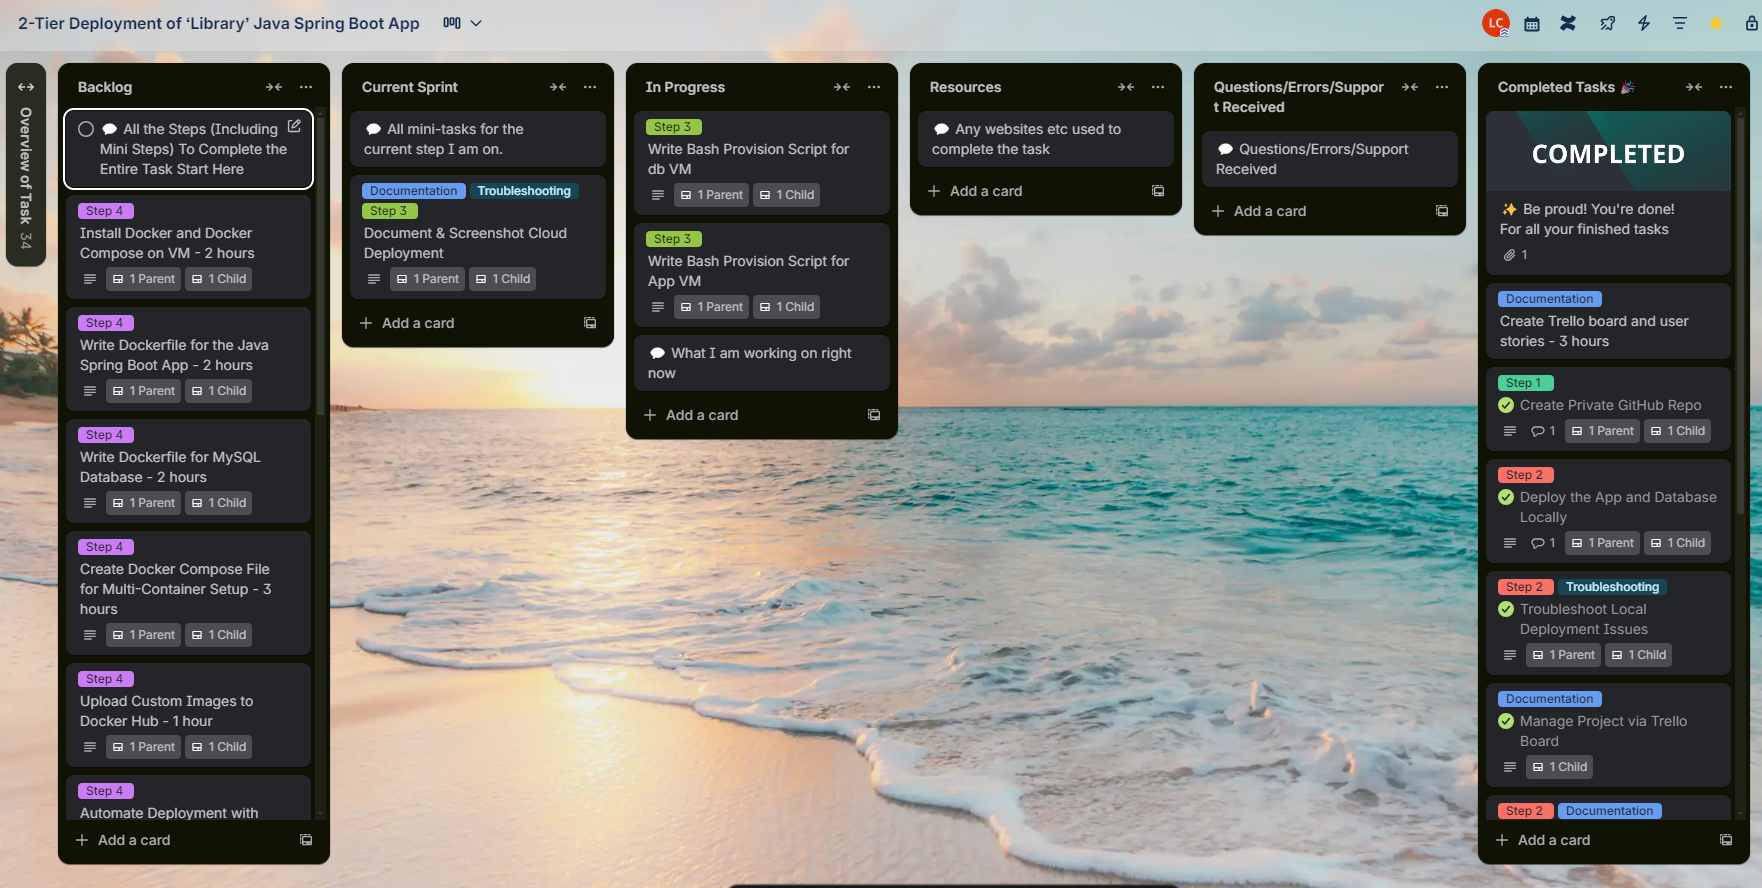 2-Tier Deployment of ‘Library’ Java Spring Boot App
LC
Overview of Task 34
Backlog
💬 All the Steps (Including
Mini Steps) To Complete the
Entire Task Start Here
Step 4
Install Docker and Docker
Compose on VM - 2 hours
1 Parent 1 Child
Step 4
Write Dockerfile for the Java
Spring Boot App - 2 hours
1 Parent 1 Child
Step 4
Write Dockerfile for MySQL
Database - 2 hours
1 Parent 1 Child
Step 4
Create Docker Compose File
for Multi-Container Setup - 3
hours
1 Parent 1 Child
Step 4
Upload Custom Images to
Docker Hub - 1 hour
1 Parent 1 Child
Step 4
Automate Deployment with
+ Add a card
Current Sprint
💬 All mini-tasks for the
current step I am on.
Documentation Troubleshooting
Step 3
Document & Screenshot Cloud
Deployment
1 Parent 1 Child
+ Add a card
In Progress
Step 3
Write Bash Provision Script for
db VM
1 Parent 1 Child
Step 3
Write Bash Provision Script for
App VM
1 Parent 1 Child
💬 What I am working on right
now
+ Add a card
Resources
💬 Any websites etc used to
complete the task
+ Add a card
Questions/Errors/Suppor
t Received
💬 Questions/Errors/Support
Received
+ Add a card
Completed Tasks 🎉
COMPLETED
✨ Be proud! You're done!
For all your finished tasks
1
Documentation
Create Trello board and user
stories - 3 hours
Step 1
Create Private GitHub Repo
1 1 Parent 1 Child
Step 2
Deploy the App and Database
Locally
1 1 Parent 1 Child
Step 2 Troubleshooting
Troubleshoot Local
Deployment Issues
1 Parent 1 Child
Documentation
Manage Project via Trello
Board
1 Child
Step 2 Documentation
+ Add a card